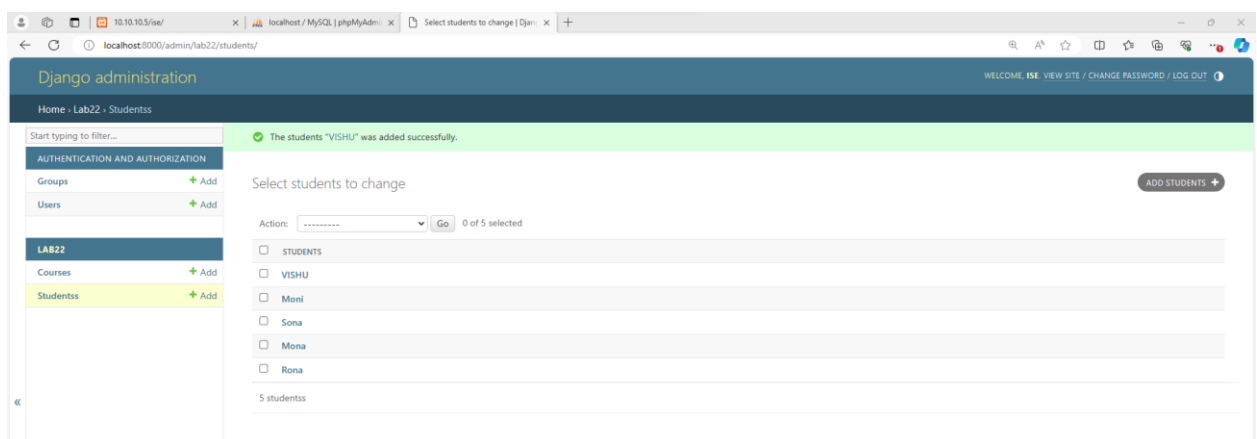 10.10.10.5/ise/
localhost / MySQL | phpMyAdmi
Select students to change | Djan
localhost:8000/admin/lab22/students/
Django administration
WELCOME, ISE. VIEW SITE / CHANGE PASSWORD / LOG OUT
Home › Lab22 › Studentss
Start typing to filter...
The students "VISHU" was added successfully.
AUTHENTICATION AND AUTHORIZATION
Groups + Add
Users + Add
Select students to change
ADD STUDENTS +
Action: --------- Go 0 of 5 selected
LAB22
Courses + Add
Studentss + Add
STUDENTS
VISHU
Moni
Sona
Mona
Rona
5 studentss
«